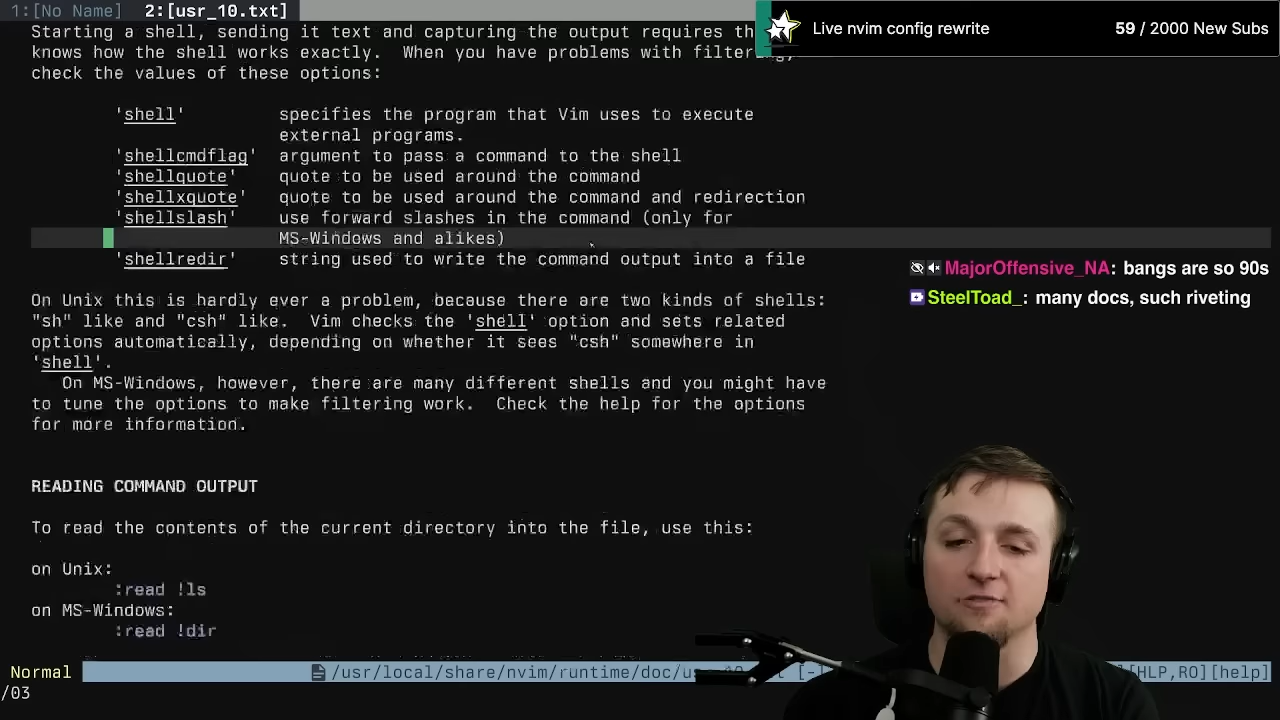 1:[No Name]  2:[usr_10.txt]
Live nvim config rewrite
59 / 2000 New Subs
Starting a shell, sending it text and capturing the output requires
knows how the shell works exactly.  When you have problems with filtering,
check the values of these options:
'shell' specifies the program that Vim uses to execute
external programs.
'shellcmdflag' argument to pass a command to the shell
'shellquote' quote to be used around the command
'shellxquote' quote to be used around the command and redirection
'shellslash' use forward slashes in the command (only for
MS-Windows and alikes)
'shellredir' string used to write the command output into a file
MajorOffensive_NA: bangs are so 90s
SteelToad_: many docs, such riveting
On Unix this is hardly ever a problem, because there are two kinds of shells:
"sh" like and "csh" like.  Vim checks the 'shell' option and sets related
options automatically, depending on whether it sees "csh" somewhere in
'shell'.
On MS-Windows, however, there are many different shells and you might have
to tune the options to make filtering work.  Check the help for the options
for more information.
READING COMMAND OUTPUT
To read the contents of the current directory into the file, use this:
on Unix:
:read !ls
on MS-Windows:
:read !dir
Normal /usr/local/share/nvim/runtime/doc/us [-] [HLP,RO][help]
/03